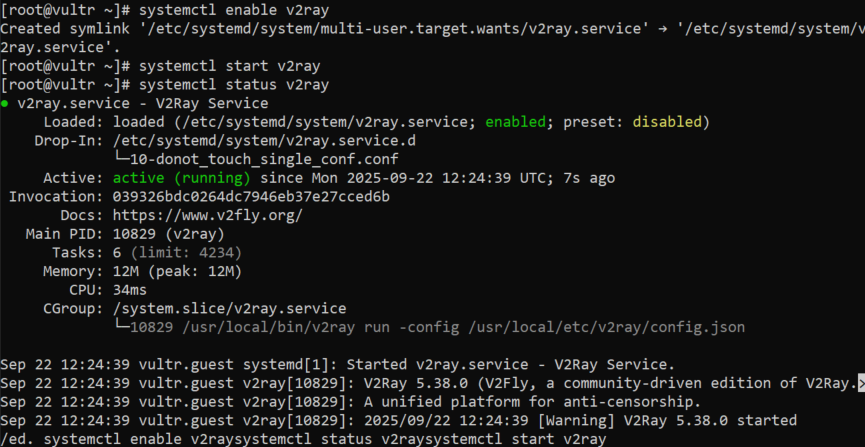 [root@vultr ~]# systemctl enable v2ray
Created symlink '/etc/systemd/system/multi-user.target.wants/v2ray.service' → '/etc/systemd/system/v
2ray.service'.
[root@vultr ~]# systemctl start v2ray
[root@vultr ~]# systemctl status v2ray
● v2ray.service - V2Ray Service
Loaded: loaded (/etc/systemd/system/v2ray.service; enabled; preset: disabled)
Drop-In: /etc/systemd/system/v2ray.service.d
└─10-donot_touch_single_conf.conf
Active: active (running) since Mon 2025-09-22 12:24:39 UTC; 7s ago
Invocation: 039326bdc0264dc7946eb37e27cced6b
Docs: https://www.v2fly.org/
Main PID: 10829 (v2ray)
Tasks: 6 (limit: 4234)
Memory: 12M (peak: 12M)
CPU: 34ms
CGroup: /system.slice/v2ray.service
└─10829 /usr/local/bin/v2ray run -config /usr/local/etc/v2ray/config.json
Sep 22 12:24:39 vultr.guest systemd[1]: Started v2ray.service - V2Ray Service.
Sep 22 12:24:39 vultr.guest v2ray[10829]: V2Ray 5.38.0 (V2Fly, a community-driven edition of V2Ray.>
Sep 22 12:24:39 vultr.guest v2ray[10829]: A unified platform for anti-censorship.
Sep 22 12:24:39 vultr.guest v2ray[10829]: 2025/09/22 12:24:39 [Warning] V2Ray 5.38.0 started
/ed. systemctl enable v2raysystemctl status v2raysystemctl start v2ray